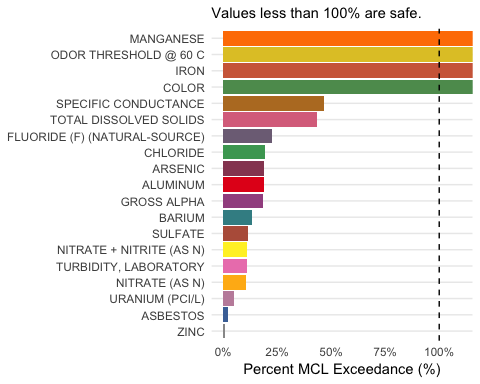 Values less than 100% are safe.
MANGANESE
ODOR THRESHOLD @ 60 C
IRON
COLOR
SPECIFIC CONDUCTANCE
TOTAL DISSOLVED SOLIDS
FLUORIDE (F) (NATURAL-SOURCE)
CHLORIDE
ARSENIC
ALUMINUM
GROSS ALPHA
BARIUM
SULFATE
NITRATE + NITRITE (AS N)
TURBIDITY, LABORATORY
NITRATE (AS N)
URANIUM (PCI/L)
ASBESTOS
ZINC
0% 25% 50% 75% 100%
Percent MCL Exceedance (%)